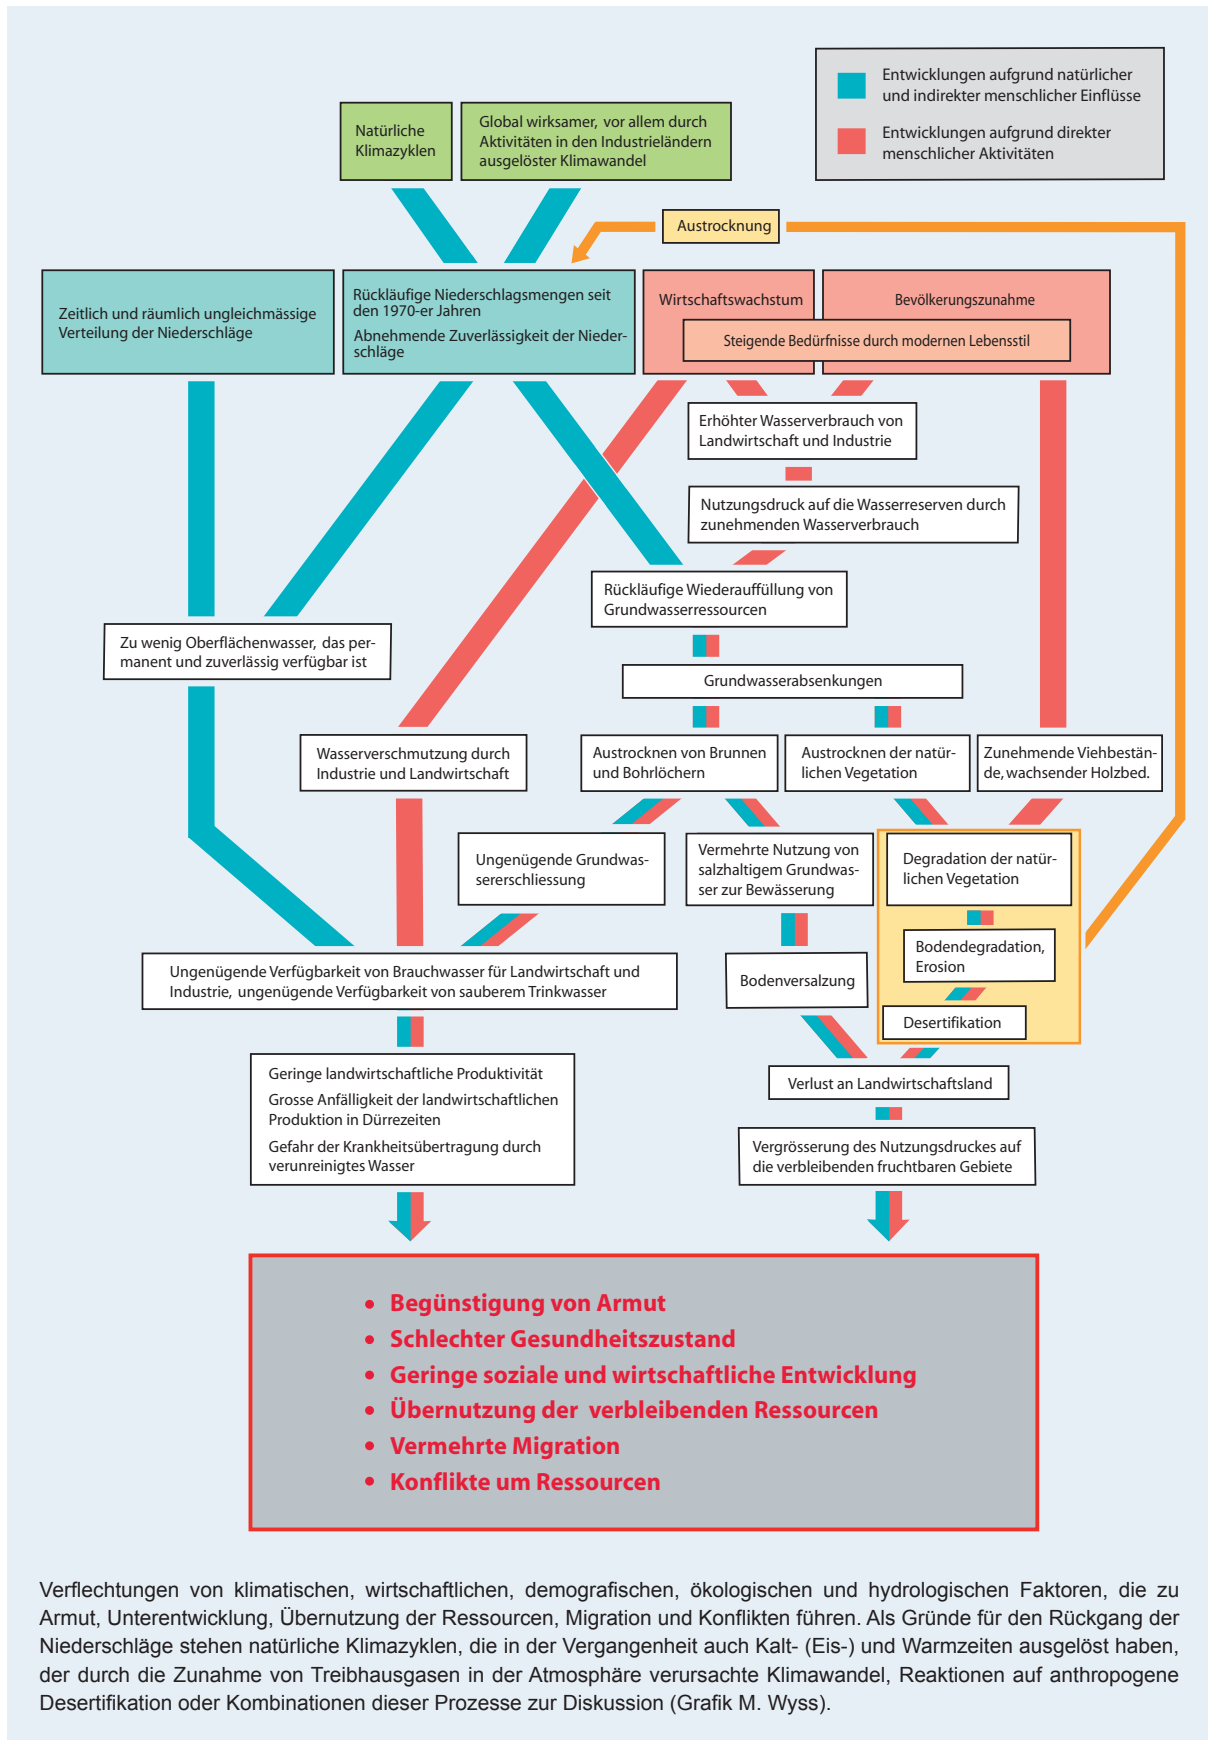 Entwicklungen aufgrund natürlicher
und indirekter menschlicher Einflüsse
Entwicklungen aufgrund direkter
menschlicher Aktivitäten
Natürliche
Klimazyklen
Global wirksamer, vor allem durch
Aktivitäten in den Industrieländern
ausgelöster Klimawandel
Austrocknung
Zeitlich und räumlich ungleichmässige
Verteilung der Niederschläge
Rückläufige Niederschlagsmengen seit
den 1970-er Jahren
Abnehmende Zuverlässigkeit der Nieder-
schläge
Wirtschaftswachstum
Bevölkerungszunahme
Steigende Bedürfnisse durch modernen Lebensstil
Erhöhter Wasserverbrauch von
Landwirtschaft und Industrie
Nutzungsdruck auf die Wasserreserven durch
zunehmenden Wasserverbrauch
Rückläufige Wiederauffüllung von
Grundwasserressourcen
Zu wenig Oberflächenwasser, das per-
manent und zuverlässig verfügbar ist
Grundwasserabsenkungen
Wasserverschmutzung durch
Industrie und Landwirtschaft
Austrocknen von Brunnen
und Bohrlöchern
Austrocknen der natür-
lichen Vegetation
Zunehmende Viehbestän-
de, wachsender Holzbed.
Ungenügende Grundwas-
sererschliessung
Vermehrte Nutzung von
salzhaltigem Grundwas-
ser zur Bewässerung
Degradation der natür-
lichen Vegetation
Bodendegradation,
Erosion
Ungenügende Verfügbarkeit von Brauchwasser für Landwirtschaft und
Industrie, ungenügende Verfügbarkeit von sauberem Trinkwasser
Bodenversalzung
Desertifikation
Geringe landwirtschaftliche Produktivität
Grosse Anfälligkeit der landwirtschaftlichen
Produktion in Dürrezeiten
Gefahr der Krankheitsübertragung durch
verunreinigtes Wasser
Verlust an Landwirtschaftsland
Vergrösserung des Nutzungsdruckes auf
die verbleibenden fruchtbaren Gebiete
• Begünstigung von Armut
• Schlechter Gesundheitszustand
• Geringe soziale und wirtschaftliche Entwicklung
• Übernutzung der verbleibenden Ressourcen
• Vermehrte Migration
• Konflikte um Ressourcen
Verflechtungen von klimatischen, wirtschaftlichen, demografischen, ökologischen und hydrologischen Faktoren, die zu
Armut, Unterentwicklung, Übernutzung der Ressourcen, Migration und Konflikten führen. Als Gründe für den Rückgang der
Niederschläge stehen natürliche Klimazyklen, die in der Vergangenheit auch Kalt- (Eis-) und Warmzeiten ausgelöst haben,
der durch die Zunahme von Treibhausgasen in der Atmosphäre verursachte Klimawandel, Reaktionen auf anthropogene
Desertifikation oder Kombinationen dieser Prozesse zur Diskussion (Grafik M. Wyss).